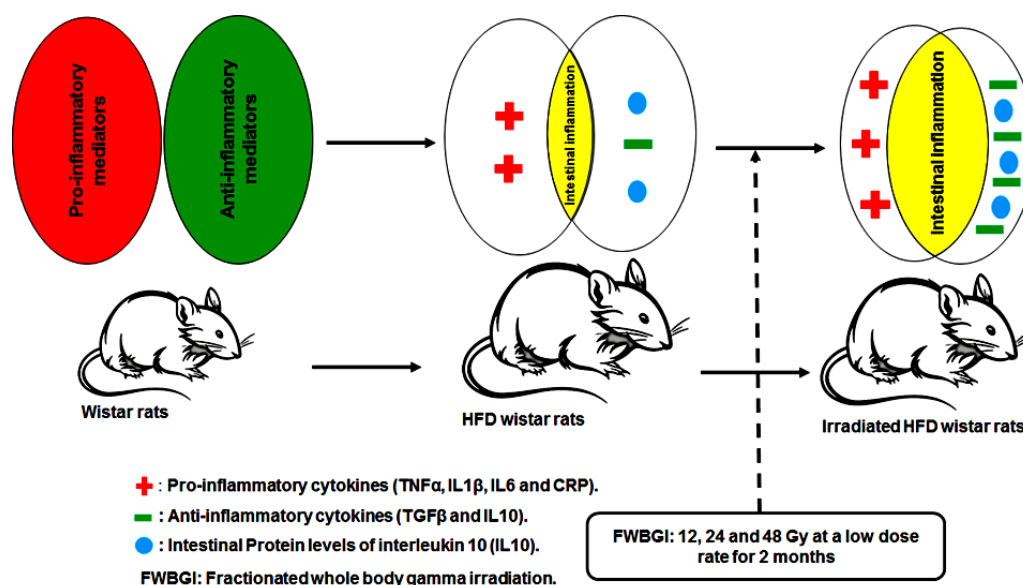 Pro-inflammatory
mediators
Anti-inflammatory
mediators
Intestinal inflammation
Intestinal inflammation
Wistar rats
HFD wistar rats
Irradiated HFD wistar rats
: Pro-inflammatory cytokines (TNFα, IL1β, IL6 and CRP).
: Anti-inflammatory cytokines (TGFβ and IL10).
: Intestinal Protein levels of interleukin 10 (IL10).
FWBGI: Fractionated whole body gamma irradiation.
FWBGI: 12, 24 and 48 Gy at a low dose
rate for 2 months